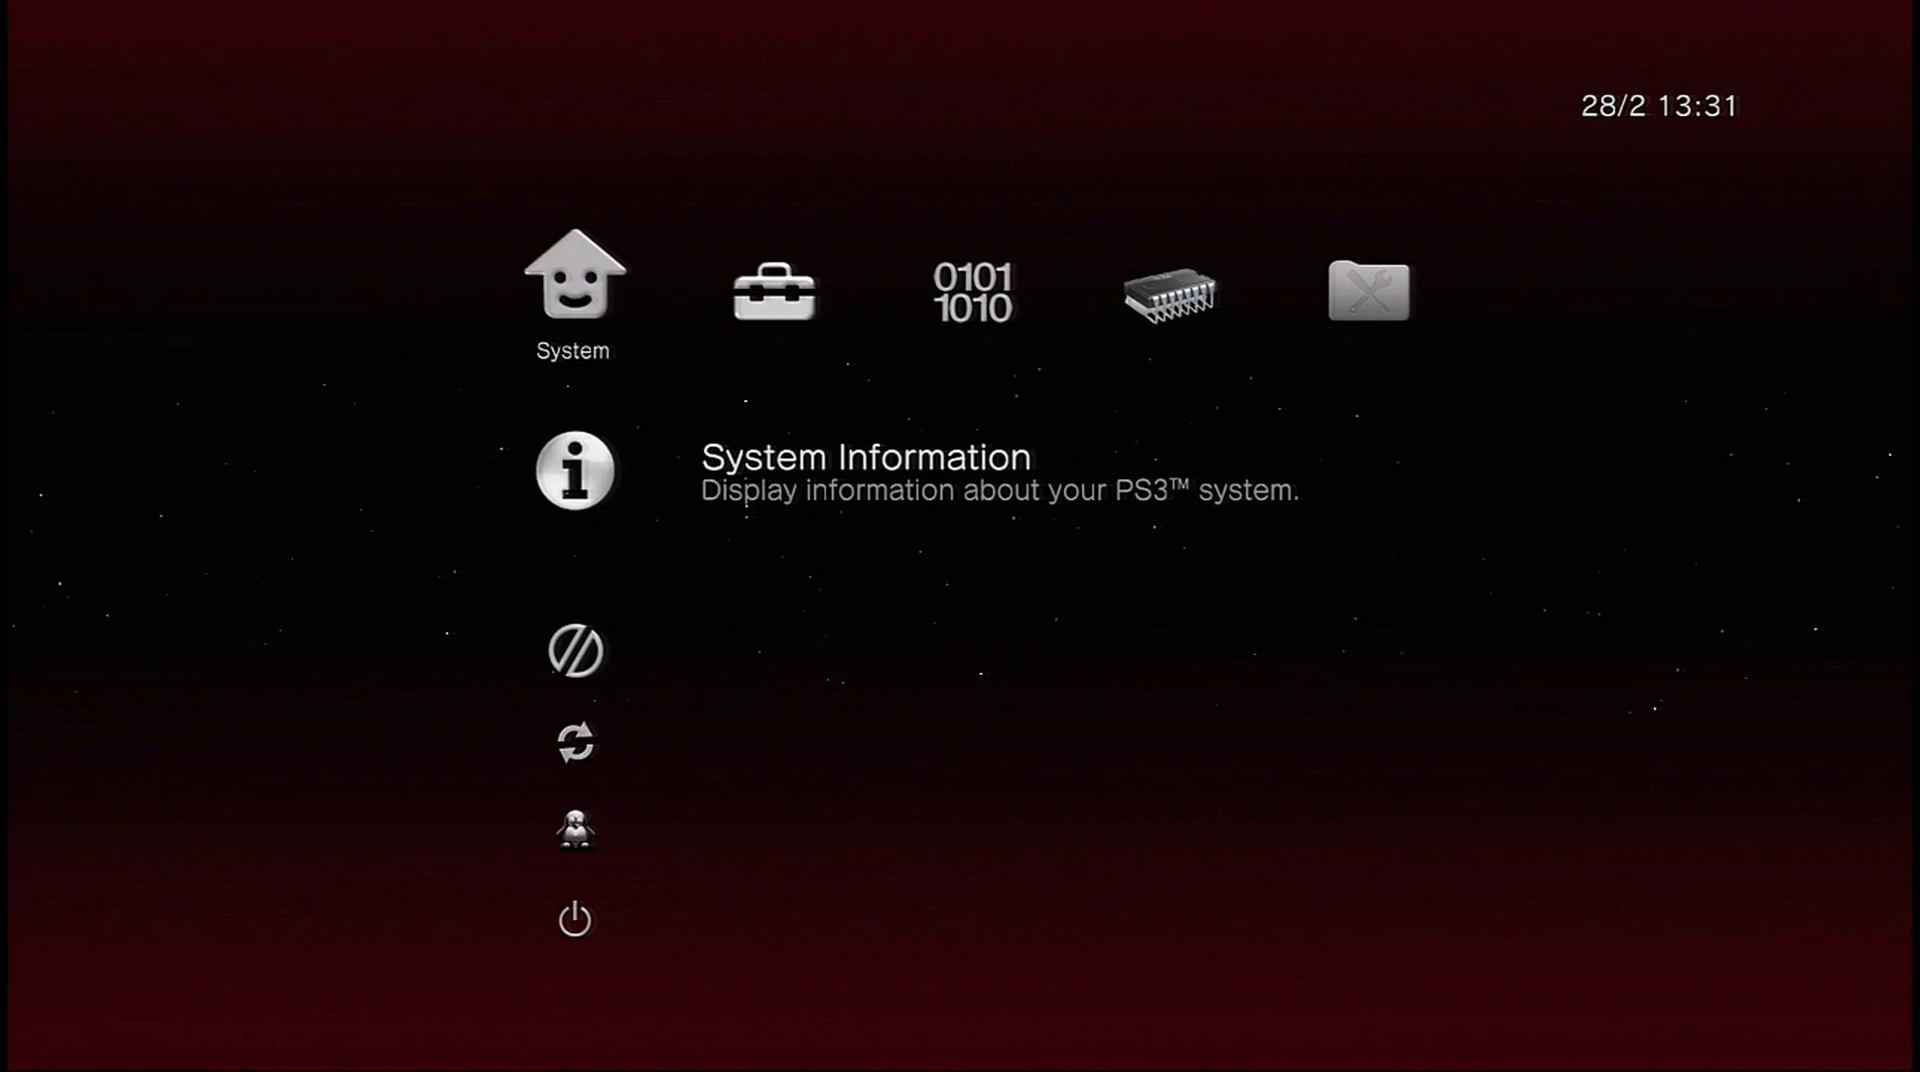 28/2 13:31
0101
1010
System
System Information
Display information about your PS3™ system.